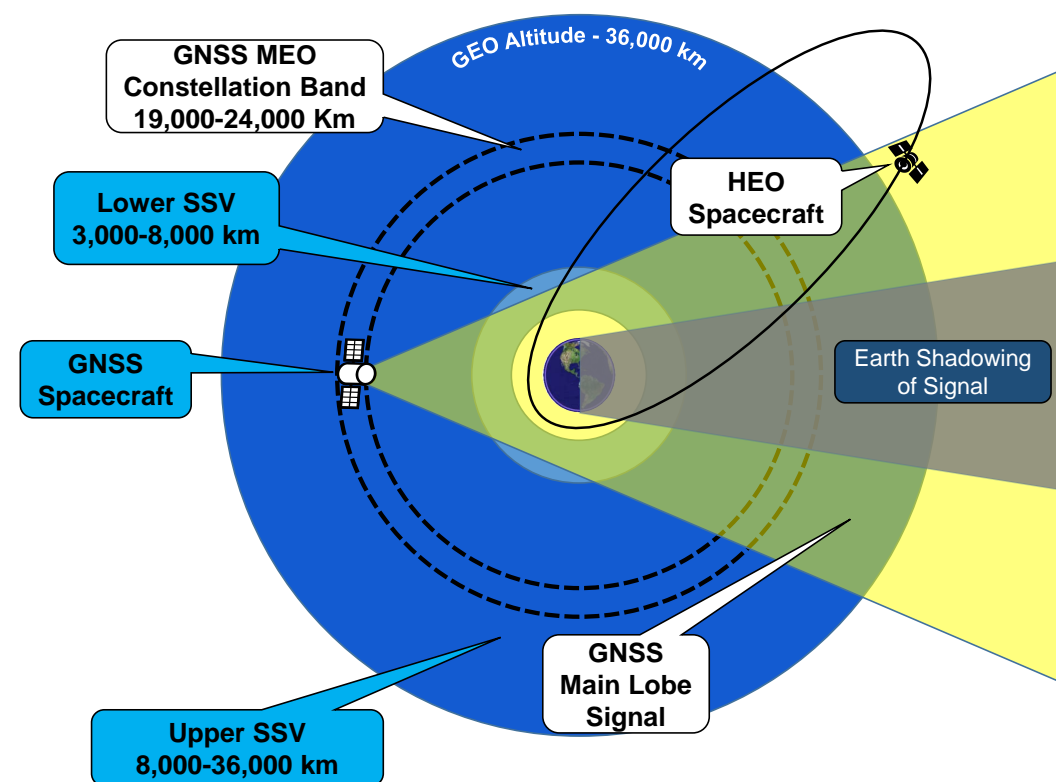 GEO Altitude - 36,000 km
GNSS MEO
Constellation Band
19,000-24,000 Km
Lower SSV
3,000-8,000 km
HEO
Spacecraft
GNSS
Spacecraft
Earth Shadowing
of Signal
GNSS
Main Lobe
Signal
Upper SSV
8,000-36,000 km